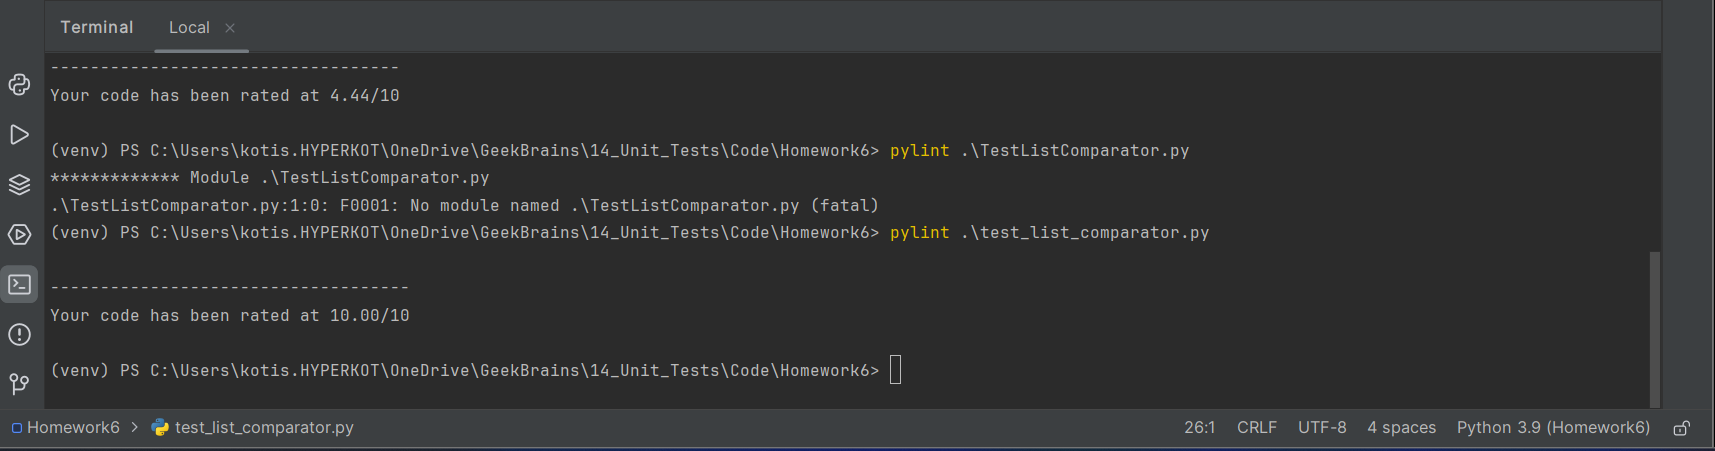 Terminal Local ×
-----------------------------------
Your code has been rated at 4.44/10
(venv) PS C:\Users\kotis.HYPERKOT\OneDrive\GeekBrains\14_Unit_Tests\Code\Homework6> pylint .\TestListComparator.py
************* Module .\TestListComparator.py
.\TestListComparator.py:1:0: F0001: No module named .\TestListComparator.py (fatal)
(venv) PS C:\Users\kotis.HYPERKOT\OneDrive\GeekBrains\14_Unit_Tests\Code\Homework6> pylint .\test_list_comparator.py
------------------------------------
Your code has been rated at 10.00/10
(venv) PS C:\Users\kotis.HYPERKOT\OneDrive\GeekBrains\14_Unit_Tests\Code\Homework6>
Homework6 > test_list_comparator.py 26:1 CRLF UTF-8 4 spaces Python 3.9 (Homework6)